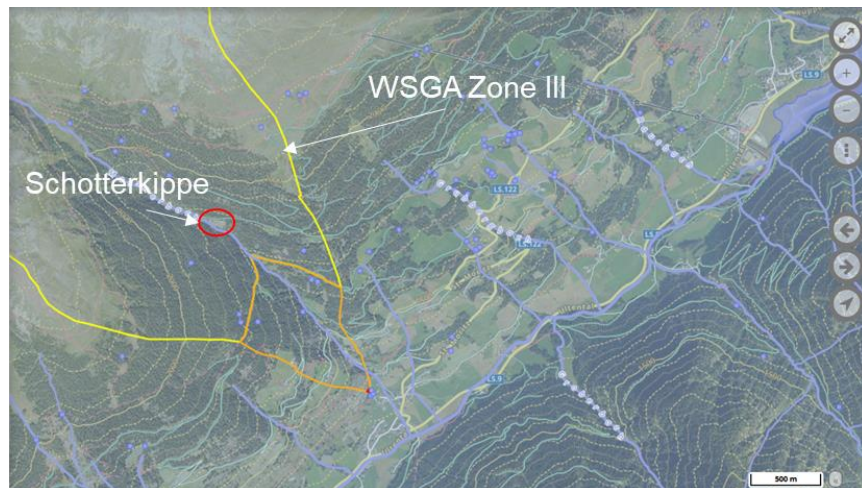 LS.9
WSGA Zone III
Schotterkippe
LS.122
LS.122
LS.9
500 m